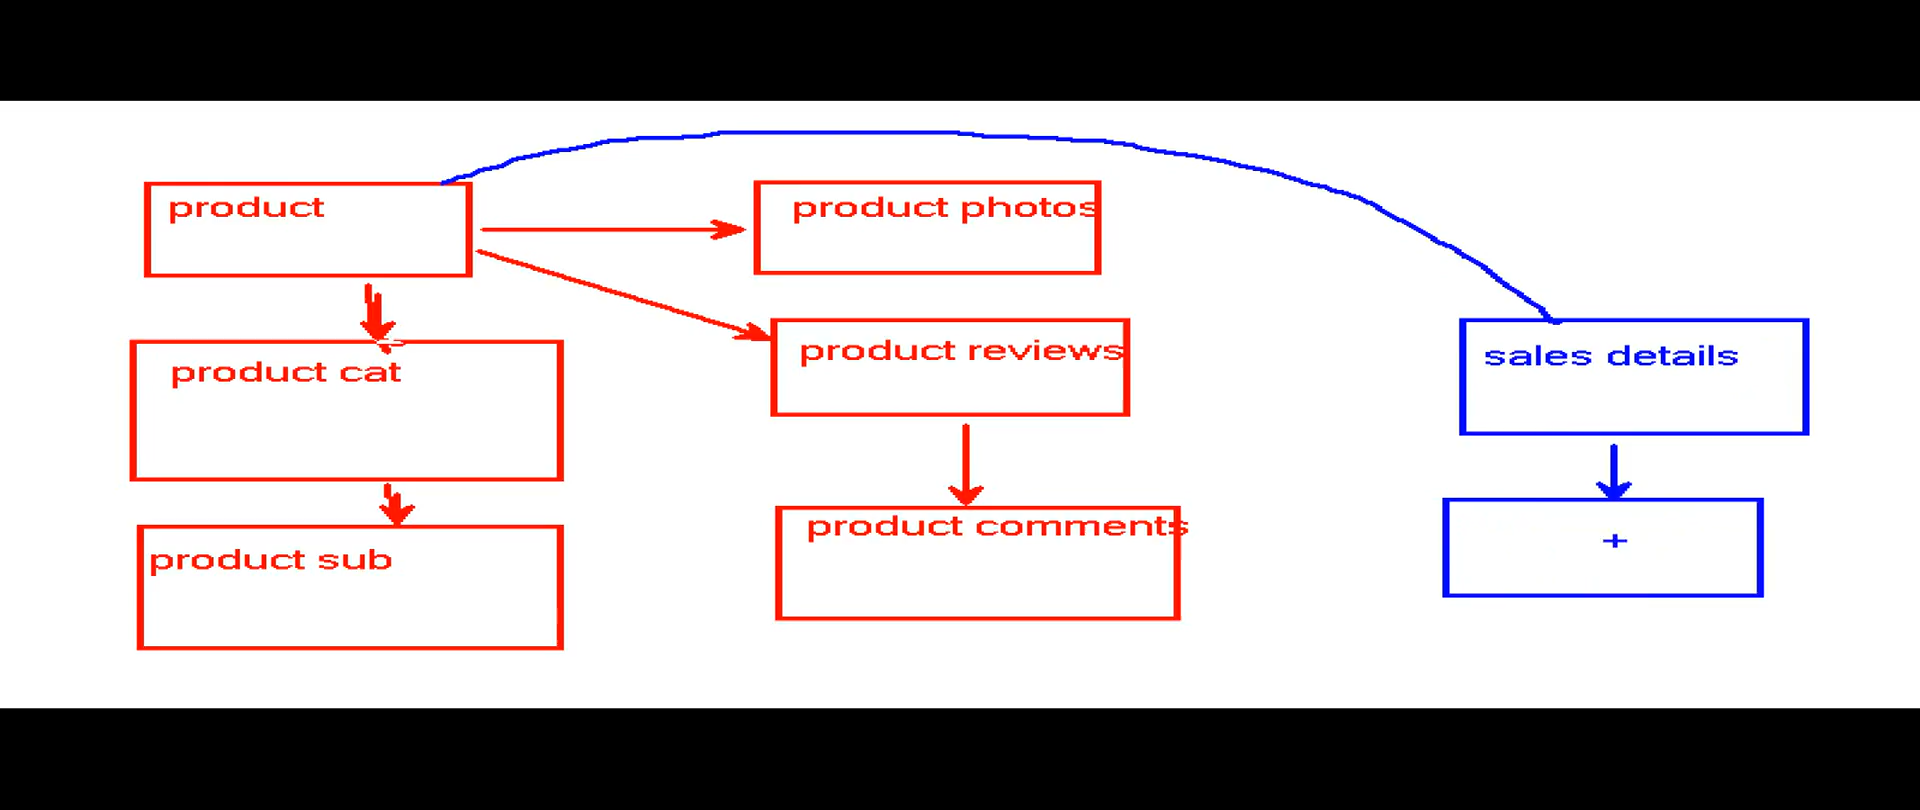 product
product photos
product reviews
sales details
product cat
product comments
+
product sub